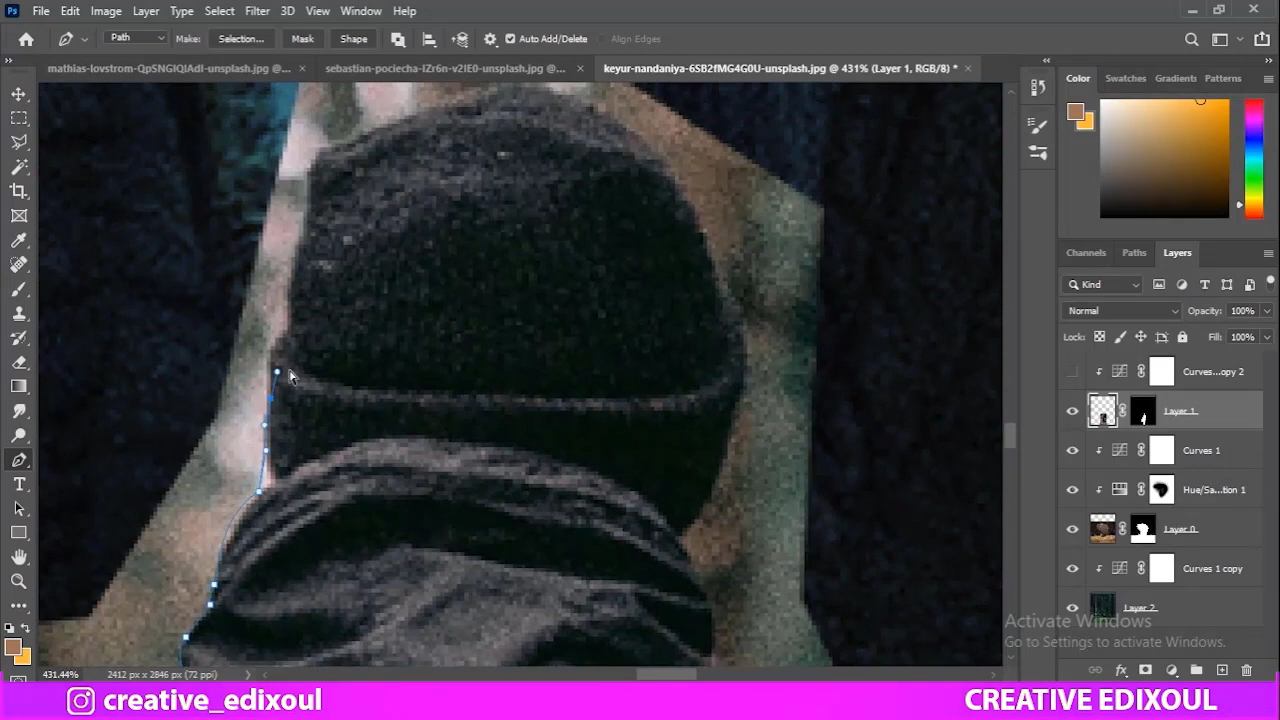 Ps File Edit Image Layer Type Select Filter 3D View Window Help
Path Make: Selection... Mask Shape Auto Add/Delete Align Edges
mathias-lovstrom-QpSNGIQlAdI-unsplash.jpg @... × sebastian-pociecha-IZr6n-v2IE0-unsplash.jpg @... × keyur-nandaniya-6SB2fMG4G0U-unsplash.jpg @ 431% (Layer 1, RGB/8) * ×
Color Swatches Gradients Patterns
Channels Paths Layers
Kind
Normal Opacity: 100%
Lock: Fill: 100%
Curves...opy 2
Layer 1
Curves 1
Hue/Sa...tion 1
Layer 0
Curves 1 copy
Layer 2
Activate Windows
Go to Settings to activate Windows.
431.44% 2412 px x 2846 px (72 ppi)
creative_edixoul CREATIVE EDIXOUL